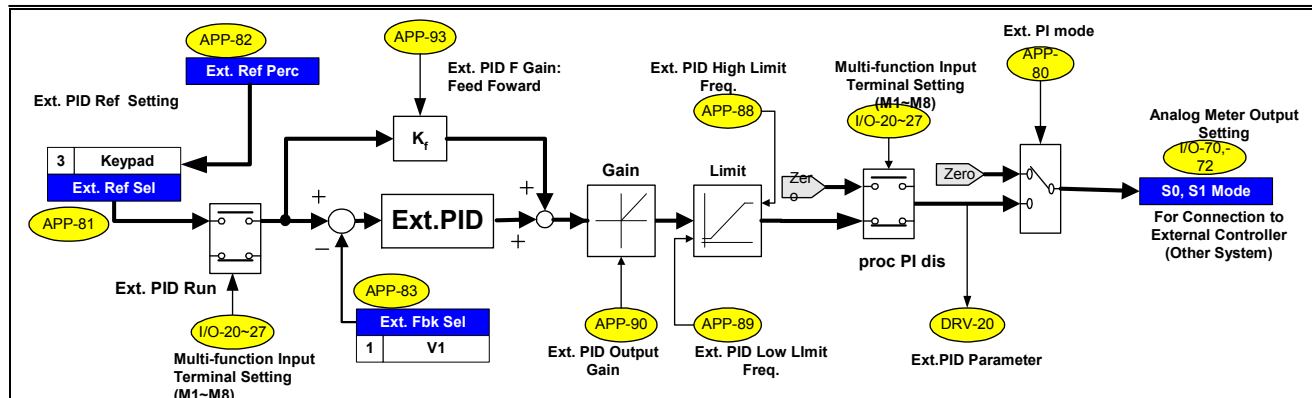 APP-82
Ext. Ref Perc
Ext. PID Ref Setting
3 Keypad
Ext. Ref Sel
APP-81
Ext. PID Run
I/O-20~27
Multi-function Input
Terminal Setting
(M1~M8)
APP-93
Ext. PID F Gain:
Feed Foward
Kf
+
−
Ext.PID
+
+
APP-83
Ext. Fbk Sel
1 V1
Gain
APP-90
Ext. PID Output
Gain
Ext. PID High Limit
Freq.
APP-88
Limit
APP-89
Ext. PID Low LImit
Freq.
Multi-function Input
Terminal Setting
(M1~M8)
I/O-20~27
Zer
o
proc PI dis
Zero
DRV-20
Ext.PID Parameter
Ext. PI mode
APP-
80
Analog Meter Output
Setting
I/O-70,-
72
S0, S1 Mode
For Connection to
External Controller
(Other System)